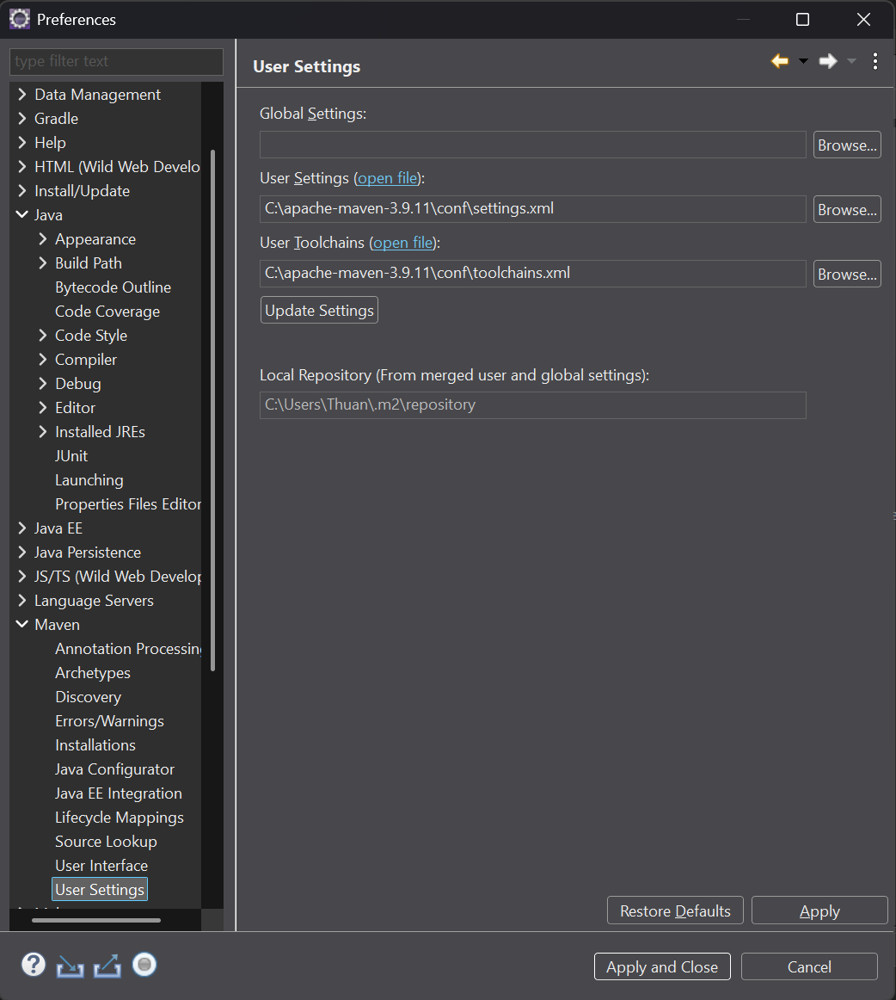 Preferences
type filter text
Data Management
Gradle
Help
HTML (Wild Web Develo
Install/Update
Java
Appearance
Build Path
Bytecode Outline
Code Coverage
Code Style
Compiler
Debug
Editor
Installed JREs
JUnit
Launching
Properties Files Editor
Java EE
Java Persistence
JS/TS (Wild Web Develop
Language Servers
Maven
Annotation Processing
Archetypes
Discovery
Errors/Warnings
Installations
Java Configurator
Java EE Integration
Lifecycle Mappings
Source Lookup
User Interface
User Settings
User Settings
Global Settings:
Browse...
User Settings (open file):
C:\apache-maven-3.9.11\conf\settings.xml
Browse...
User Toolchains (open file):
C:\apache-maven-3.9.11\conf\toolchains.xml
Browse...
Update Settings
Local Repository (From merged user and global settings):
C:\Users\Thuan\.m2\repository
Restore Defaults
Apply
Apply and Close
Cancel